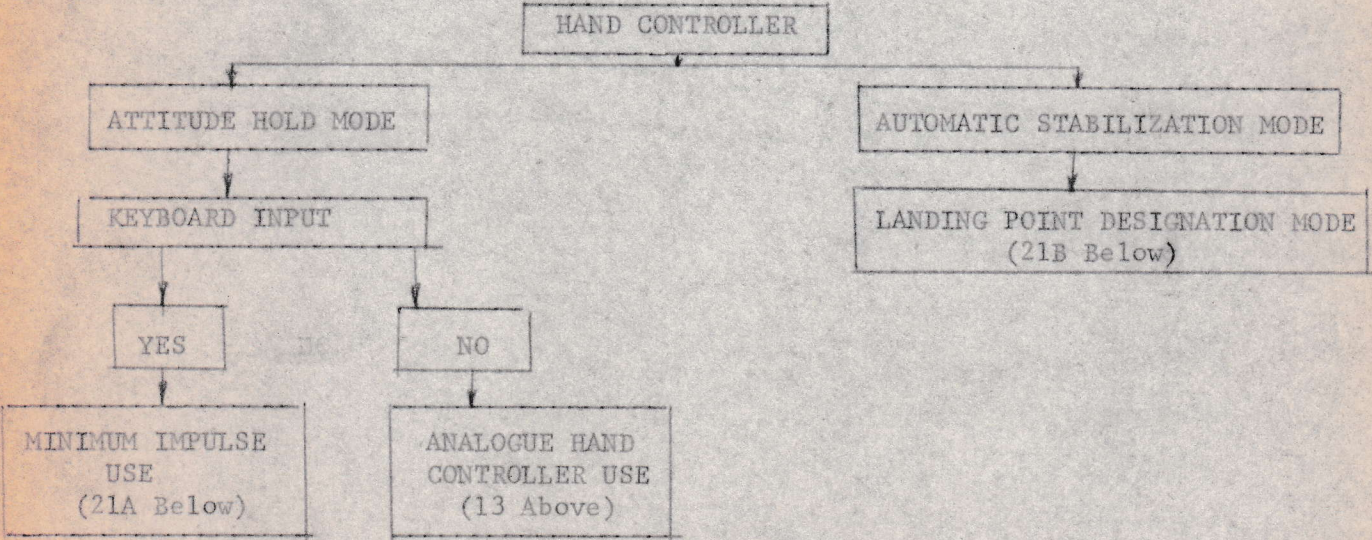 HAND CONTROLLER
ATTITUDE HOLD MODE
AUTOMATIC STABILIZATION MODE
KEYBOARD INPUT
LANDING POINT DESIGNATION MODE
(21B Below)
YES
NO
MINIMUM IMPULSE
USE
(21A Below)
ANALOGUE HAND
CONTROLLER USE
(13 Above)